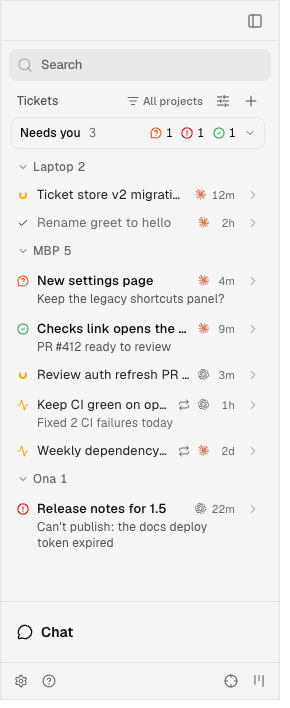 Search
Tickets All projects
Needs you 3 1 1 1
Laptop 2
Ticket store v2 migrati... 12m
Rename greet to hello 2h
MBP 5
New settings page 4m
Keep the legacy shortcuts panel?
Checks link opens the ... 9m
PR #412 ready to review
Review auth refresh PR ... 3m
Keep CI green on op... 1h
Fixed 2 CI failures today
Weekly dependency... 2d
Ona 1
Release notes for 1.5 22m
Can't publish: the docs deploy
token expired
Chat